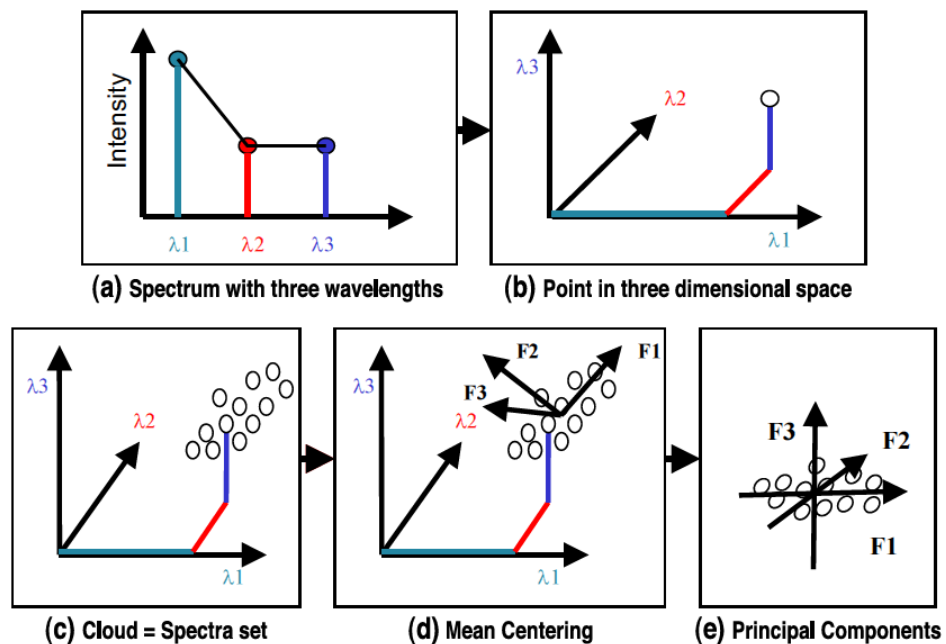 Intensity
λ1
λ2
λ3
(a) Spectrum with three wavelengths
λ3
λ2
λ1
(b) Point in three dimensional space
λ3
λ2
λ1
(c) Cloud = Spectra set
λ3
λ2
λ1
F1
F2
F3
(d) Mean Centering
F3
F2
F1
(e) Principal Components